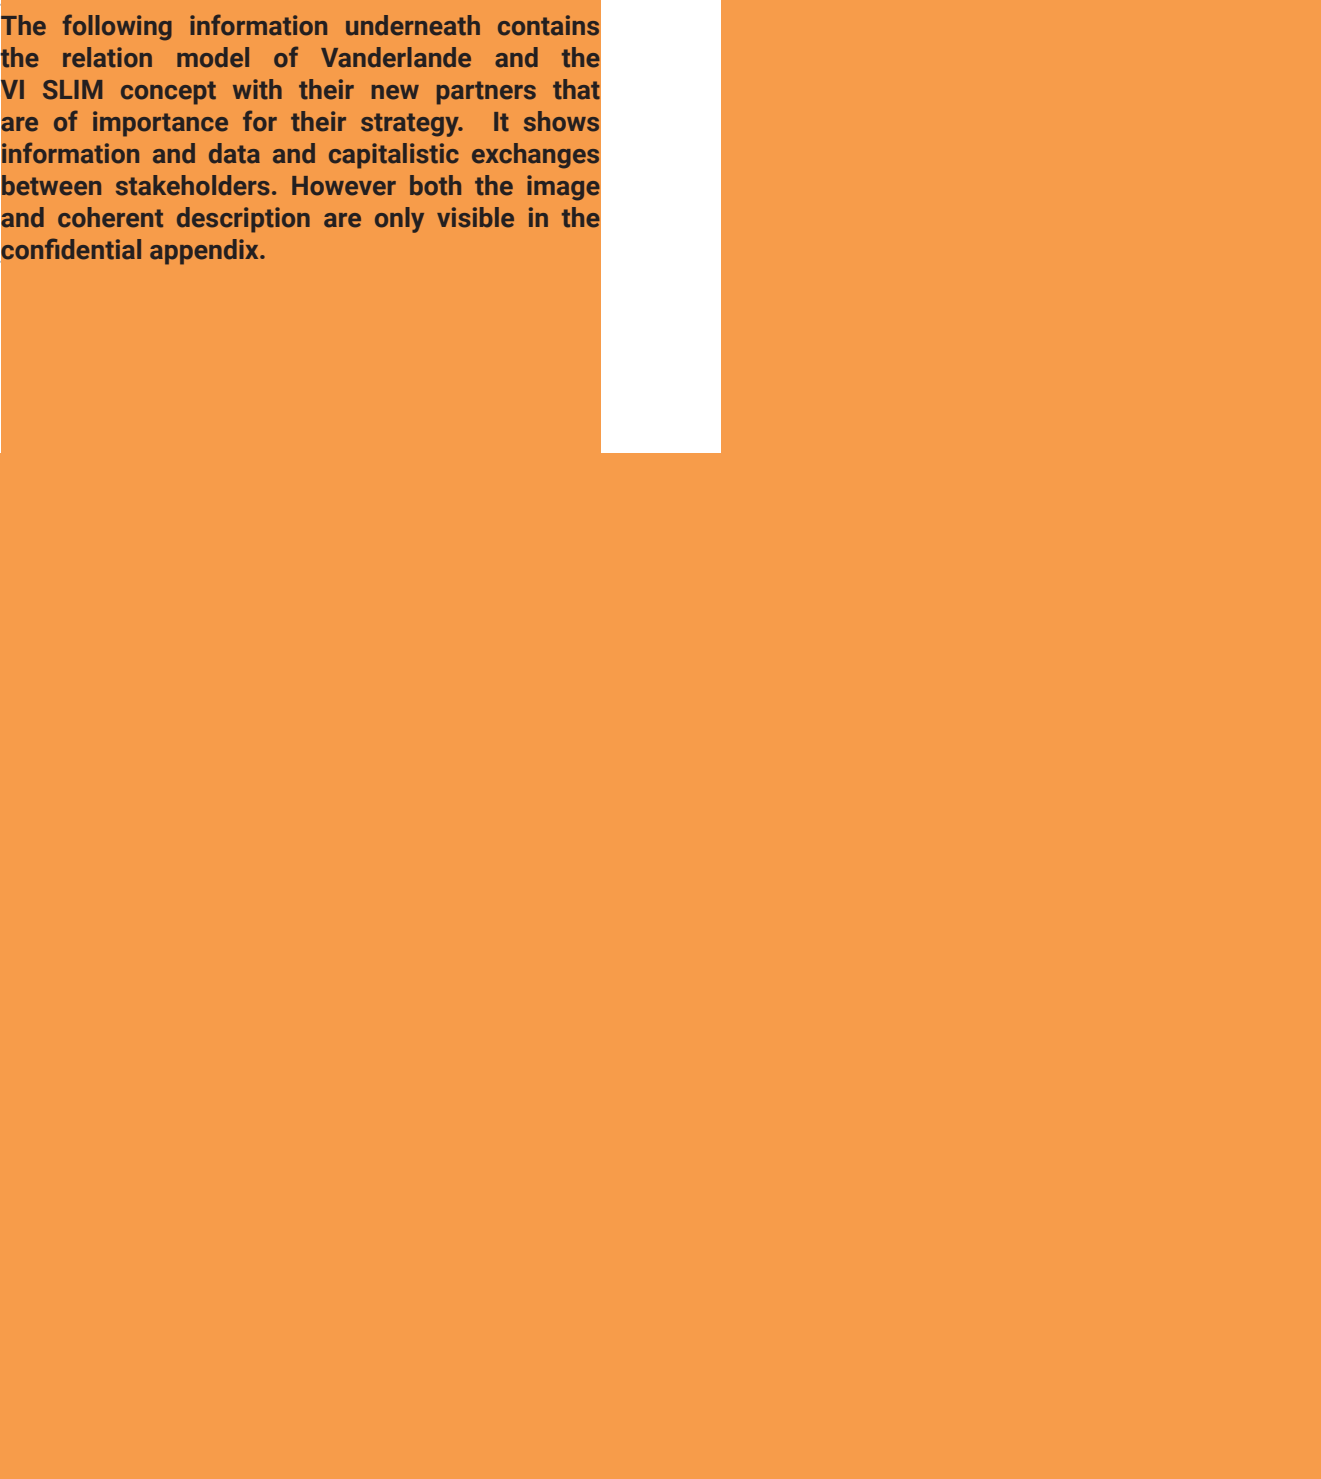 The following information underneath contains
the relation model of Vanderlande and the
VI SLIM concept with their new partners that
are of importance for their strategy.  It shows
information and data and capitalistic exchanges
between stakeholders. However both the image
and coherent description are only visible in the
confidential appendix.